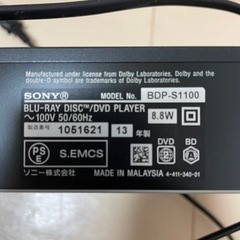 Manufactured under license from Dolby Laboratories.
Dolby and the double-D symbol are trademarks of Dolby Laboratories.
SONY® MODEL No. BDP-S1100
BLU-RAY DISC™/DVD PLAYER
～100V 50/60Hz 8.8W
製造番号 1051621 13 年製
PS E S.EMCS DVD 2 BD A
ソニー株式会社 MADE IN MALAYSIA 4-411-340-01